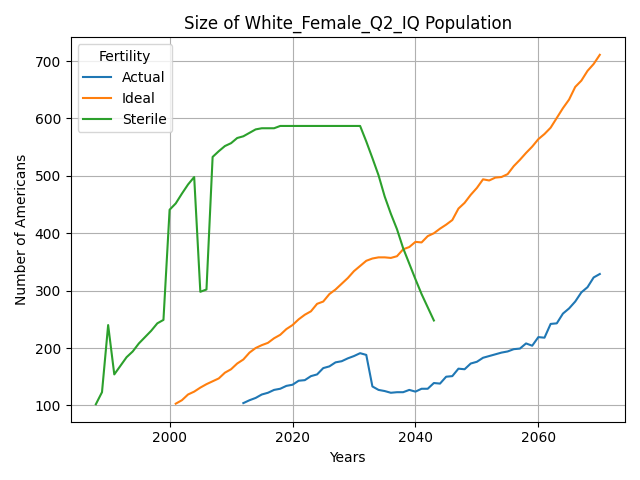 Size of White_Female_Q2_IQ Population
Fertility
Actual
Ideal
Sterile
Number of Americans
700
600
500
400
300
200
100
2000
2020
2040
2060
Years